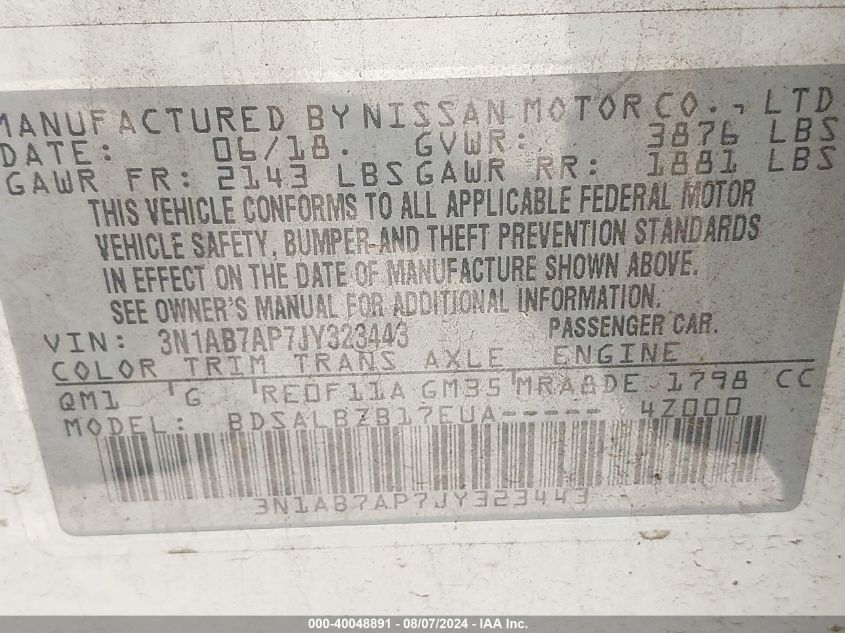 MANUFACTURED BY NISSAN MOTOR CO., LTD
DATE: 06/18. GVWR: 3876 LBS
GAWR FR: 2143 LBS GAWR RR: 1881 LBS
THIS VEHICLE CONFORMS TO ALL APPLICABLE FEDERAL MOTOR
VEHICLE SAFETY, BUMPER AND THEFT PREVENTION STANDARDS
IN EFFECT ON THE DATE OF MANUFACTURE SHOWN ABOVE.
SEE OWNER'S MANUAL FOR ADDITIONAL INFORMATION.
VIN: 3N1AB7AP7JY323443 PASSENGER CAR.
COLOR TRIM TRANS AXLE ENGINE
QM1 G RE0F11A GM35 MRA8DE 1798 CC
MODEL: BDSALBZB17EUA----- 4Z000
3N1AB7AP7JY323443
000-40048891 - 08/07/2024 - IAA Inc.